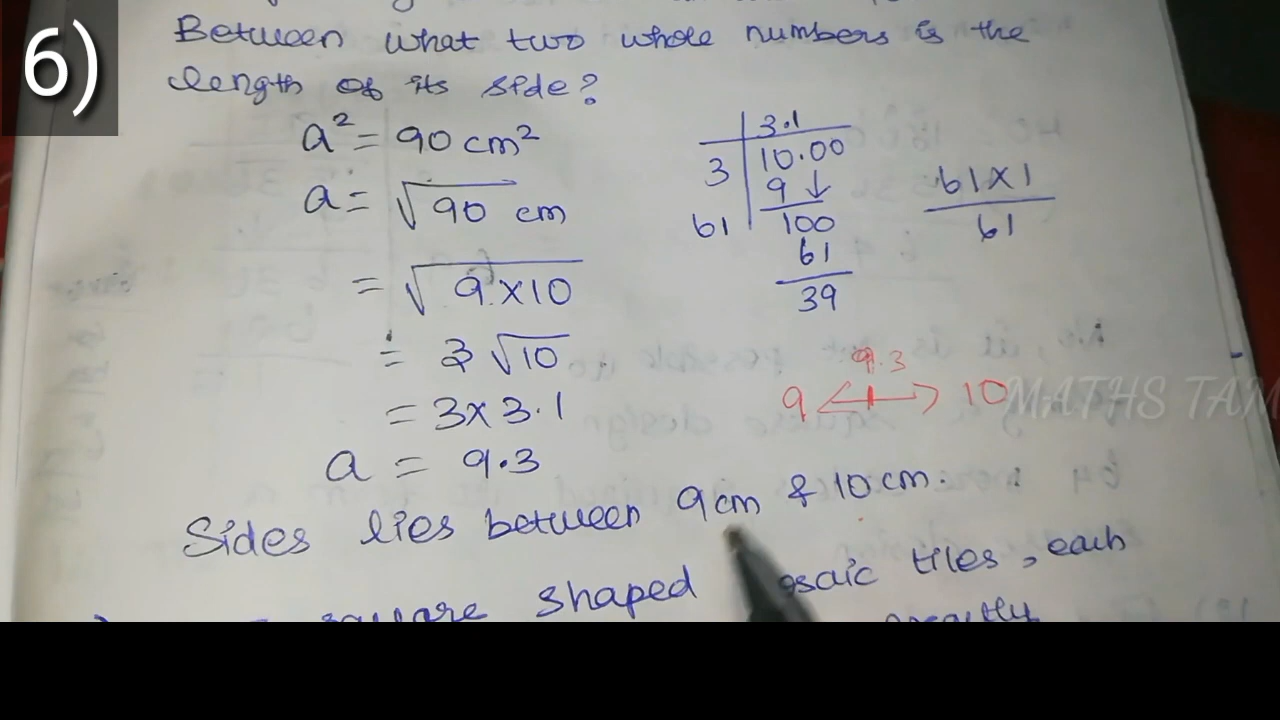 6)
Between what two whole numbers is the
length of its side?
a² = 90 cm²
a = √90 cm
= √9×10
= 3√10
= 3×3.1
a = 9.3
3.1
3 10.00
9 ↓
61 100
61
39
61×1
61
9.3
9 10
MATHS TAM
Sides lies between 9cm & 10cm.
square shaped tiles, each